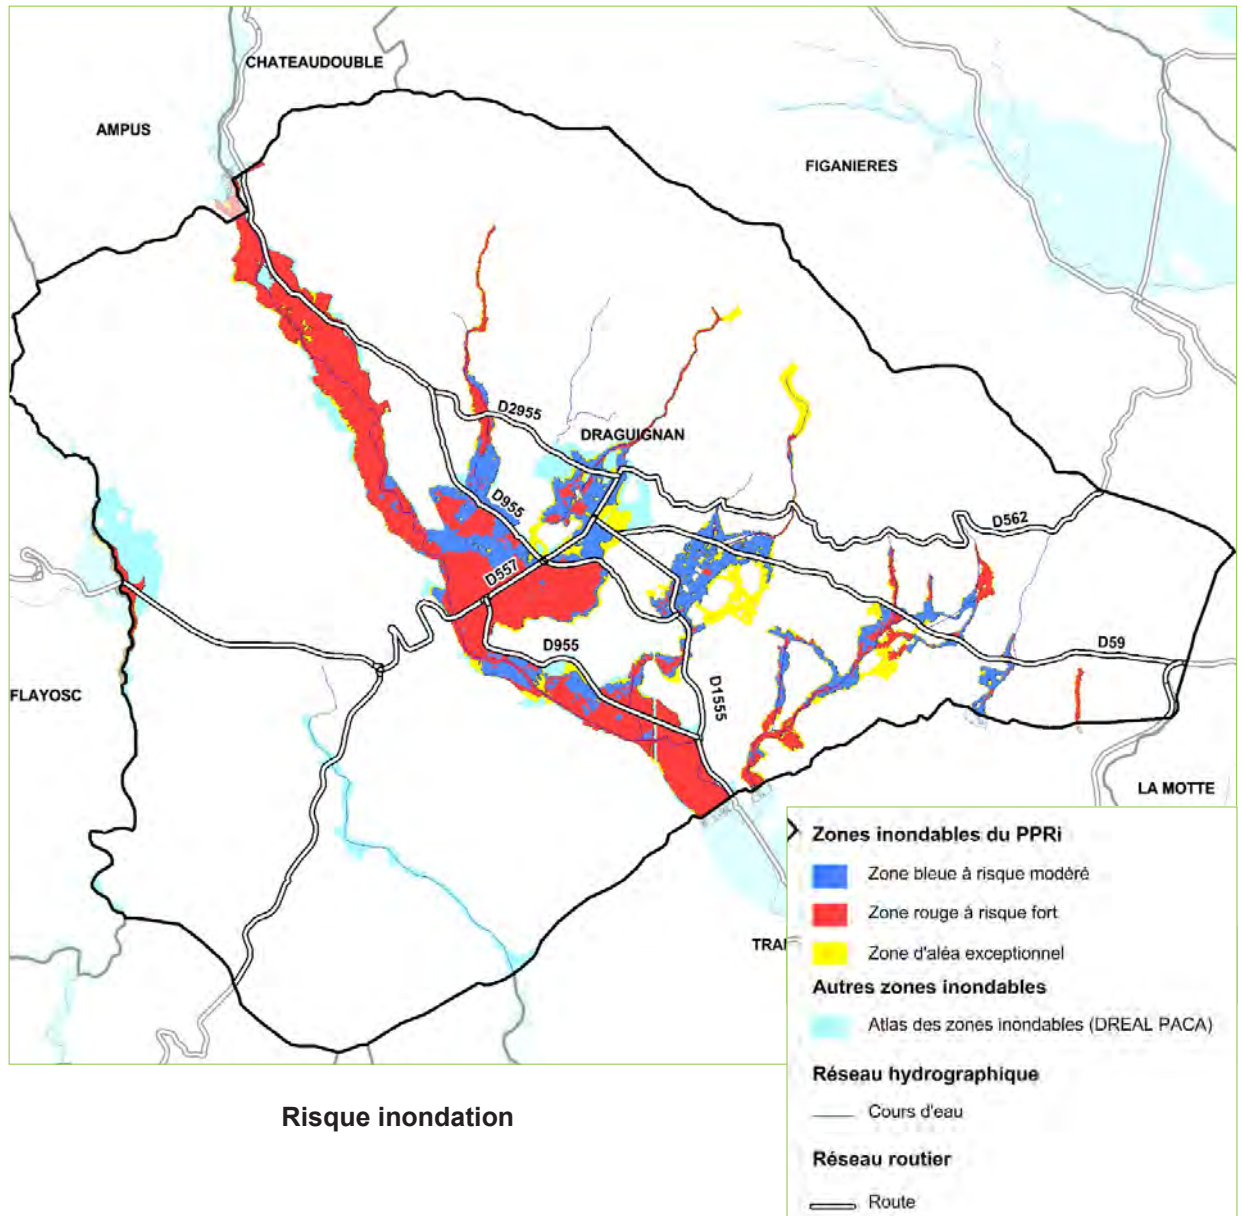 CHATEAUDOUBLE
AMPUS
FIGANIERES
D2955
DRAGUIGNAN
D955
D562
D557
D955
D59
D1555
FLAYOSC
LA MOTTE
TRA
Zones inondables du PPRi
Zone bleue à risque modéré
Zone rouge à risque fort
Zone d'aléa exceptionnel
Autres zones inondables
Atlas des zones inondables (DREAL PACA)
Réseau hydrographique
Cours d'eau
Réseau routier
Route
Risque inondation